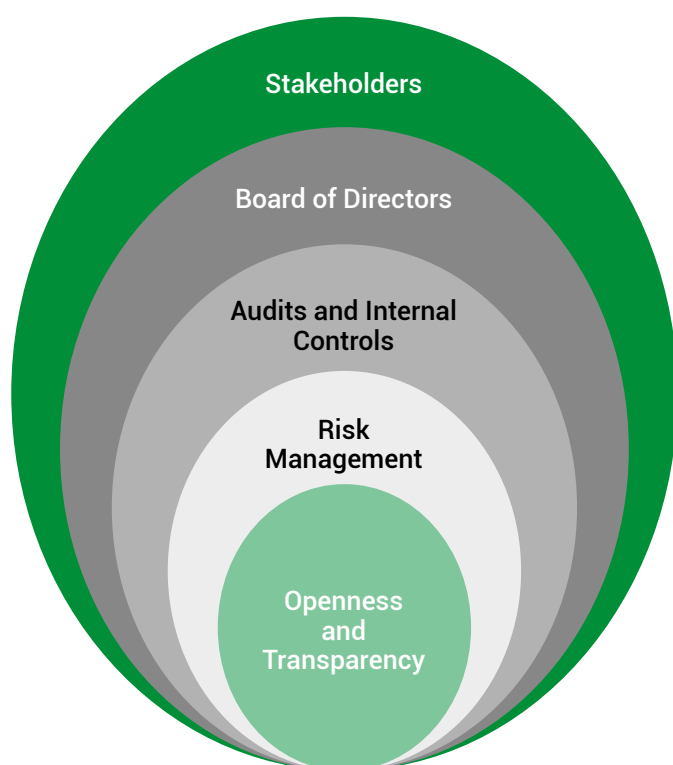 Stakeholders
Board of Directors
Audits and Internal
Controls
Risk
Management
Openness
and
Transparency